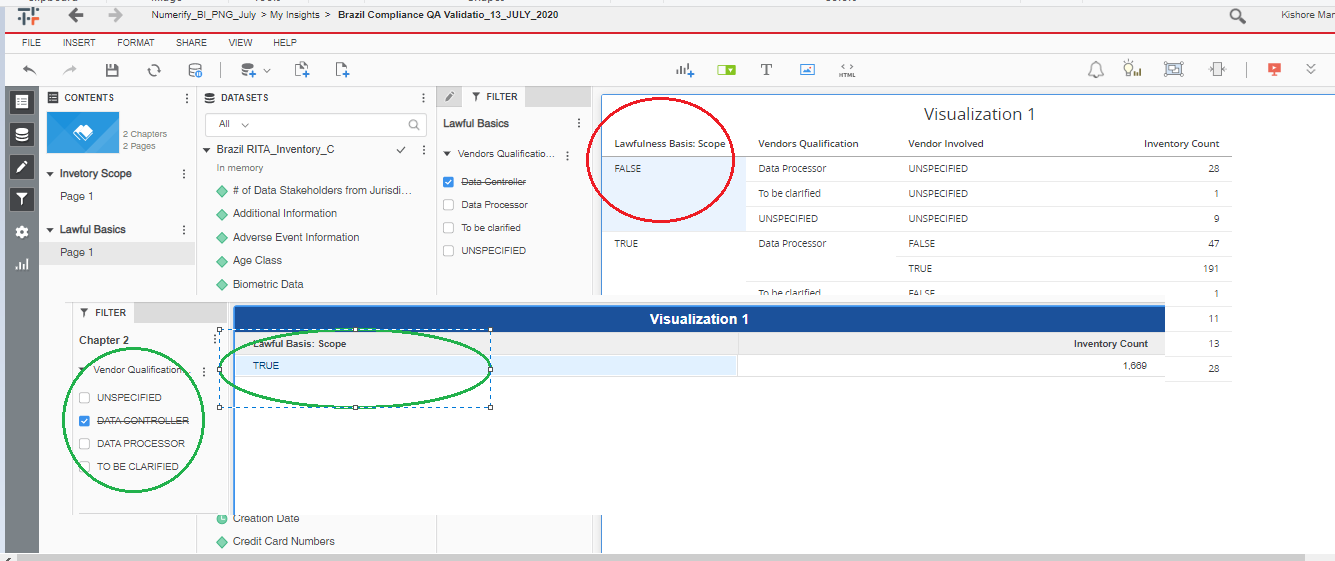 Numerify_BI_PNG_July > My Insights > Brazil Compliance QA Validatio_13_JULY_2020
Kishore Mar
FILE INSERT FORMAT SHARE VIEW HELP
HTML
CONTENTS
2 Chapters
2 Pages
Invetory Scope
Page 1
Lawful Basics
Page 1
DATASETS
All
Brazil RITA_Inventory_C
In memory
# of Data Stakeholders from Jurisdi...
Additional Information
Adverse Event Information
Age Class
Biometric Data
FILTER
Lawful Basics
Vendors Qualificatio...
Data Controller
Data Processor
To be clarified
UNSPECIFIED
Visualization 1
Lawfulness Basis: Scope Vendors Qualification Vendor Involved Inventory Count
FALSE Data Processor UNSPECIFIED 28
To be clarified UNSPECIFIED 1
UNSPECIFIED UNSPECIFIED 9
TRUE Data Processor FALSE 47
TRUE 191
To be clarified FALSE 1
11
13
28
FILTER
Chapter 2
Vendor Qualification...
UNSPECIFIED
DATA CONTROLLER
DATA PROCESSOR
TO BE CLARIFIED
Visualization 1
Lawful Basis: Scope Inventory Count
TRUE 1,669
Creation Date
Credit Card Numbers